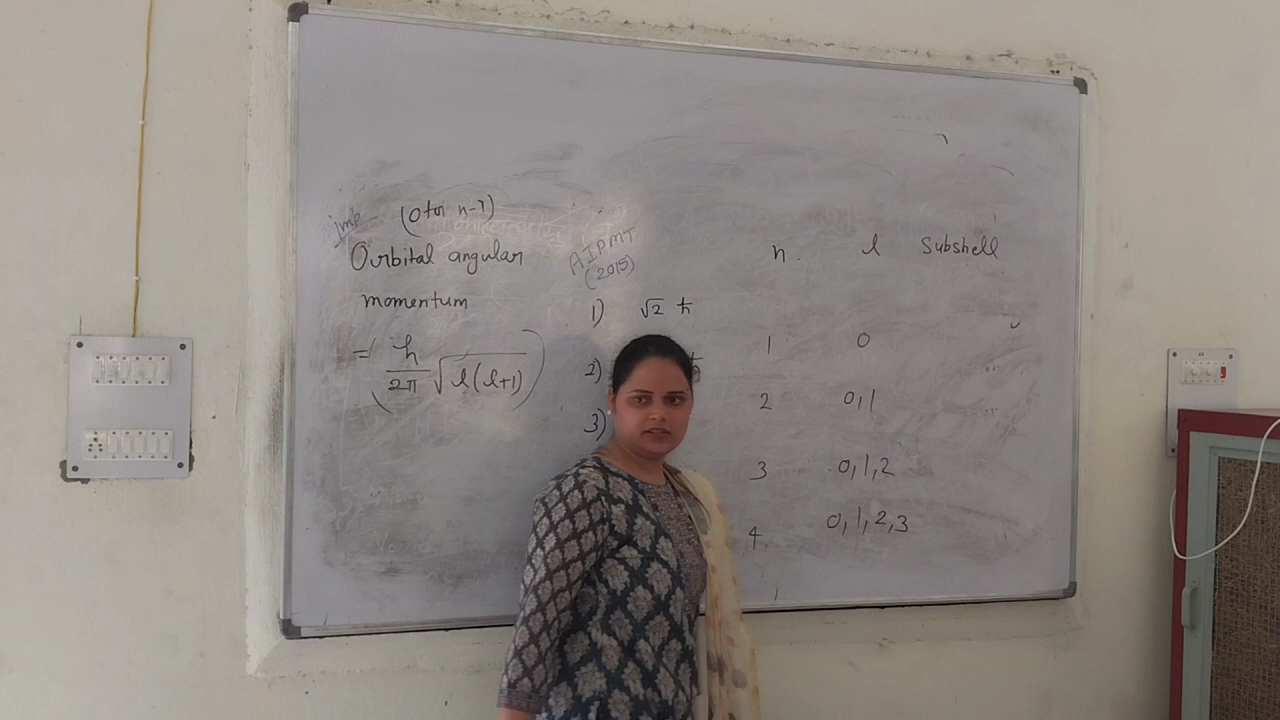 imp (0 to n-1)
Orbital angular
momentum
= (h/2π √l(l+1))
AIPMT
(2015)
1) √2 ħ
2) ħ
3)
n l Subshell
1 0
2 0,1
3 0,1,2
4 0,1,2,3